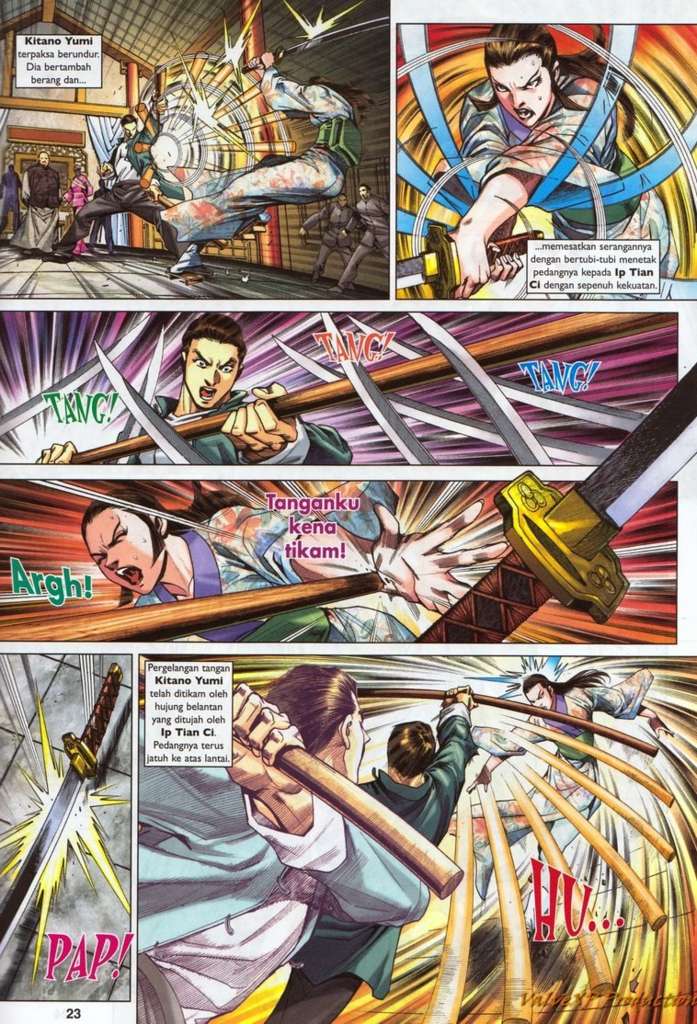 Kitano Yumi
terpaksa berundur.
Dia bertambah
berang dan...
...memesatkan serangannya
dengan bertubi-tubi menetak
pedangnya kepada Ip Tian
Ci dengan sepenuh kekuatan.
TANG!
TANG!
TANG!
Argh!
Tanganku
kena
tikam!
PAP!
Pergelangan tangan
Kitano Yumi
telah ditikam oleh
hujung belantan
yang ditujah oleh
Ip Tian Ci.
Pedangnya terus
jatuh ke atas lantai.
HU...
23